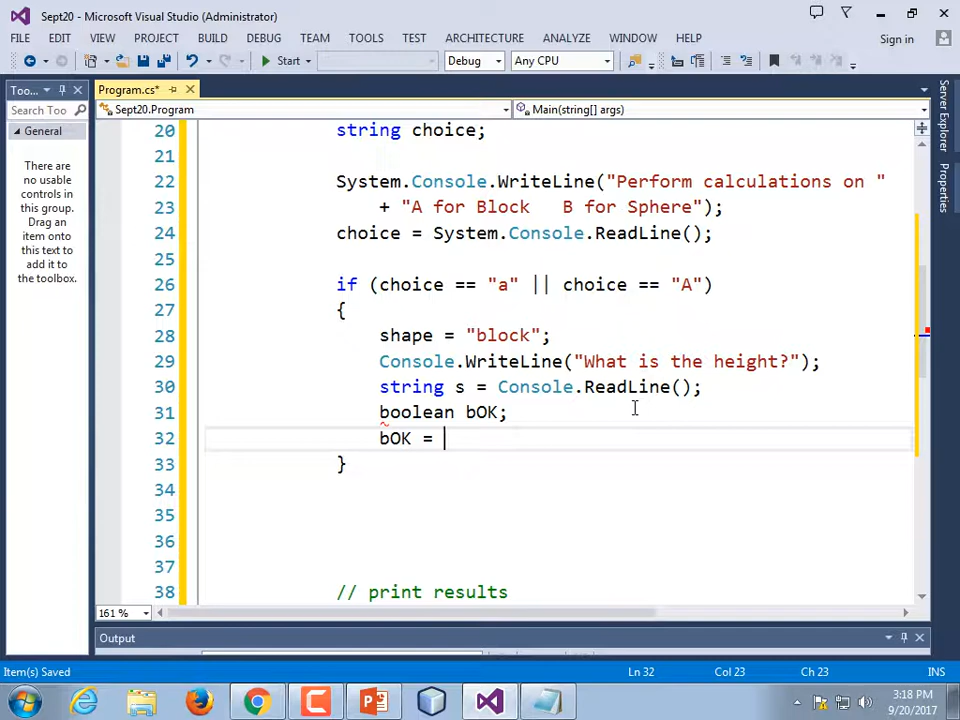 Sept20 - Microsoft Visual Studio (Administrator)
FILE EDIT VIEW PROJECT BUILD DEBUG TEAM TOOLS TEST ARCHITECTURE ANALYZE WINDOW HELP Sign in
Start Debug Any CPU
Too... Program.cs*
Search Too Sept20.Program Main(string[] args)
General
There are
no usable
controls in
this group.
Drag an
item onto
this text to
add it to
the toolbox.
Server Explorer
Properties
20 string choice;
21
22 System.Console.WriteLine("Perform calculations on "
23 + "A for Block   B for Sphere");
24 choice = System.Console.ReadLine();
25
26 if (choice == "a" || choice == "A")
27 {
28 shape = "block";
29 Console.WriteLine("What is the height?");
30 string s = Console.ReadLine();
31 boolean bOK;
32 bOK =
33 }
34
35
36
37
38 // print results
161 %
Output
Item(s) Saved Ln 32 Col 23 Ch 23 INS
3:18 PM
9/20/2017